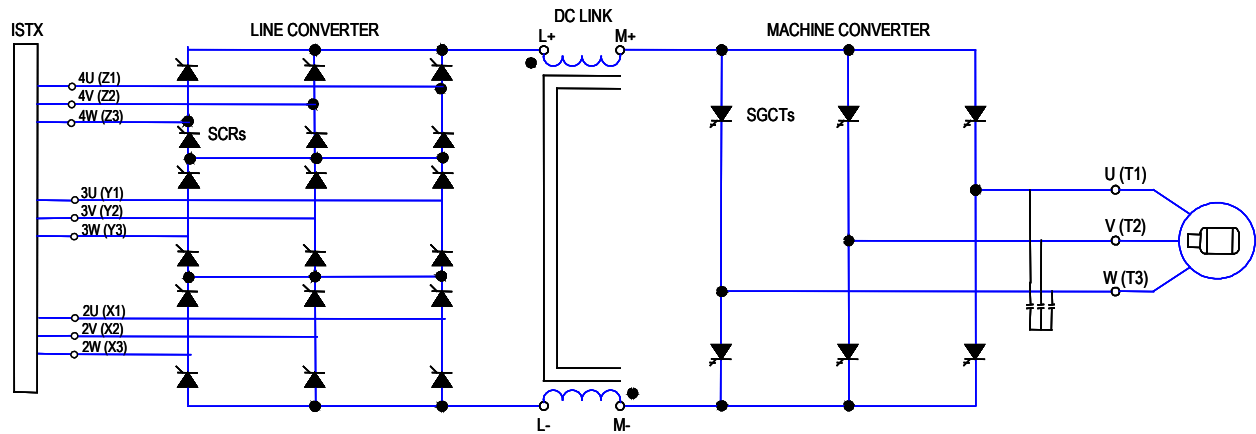 ISTX
LINE CONVERTER
DC LINK
MACHINE CONVERTER
L+
M+
4U (Z1)
4V (Z2)
4W (Z3)
SCRs
SGCTs
3U (Y1)
3V (Y2)
3W (Y3)
U (T1)
V (T2)
W (T3)
2U (X1)
2V (X2)
2W (X3)
L-
M-